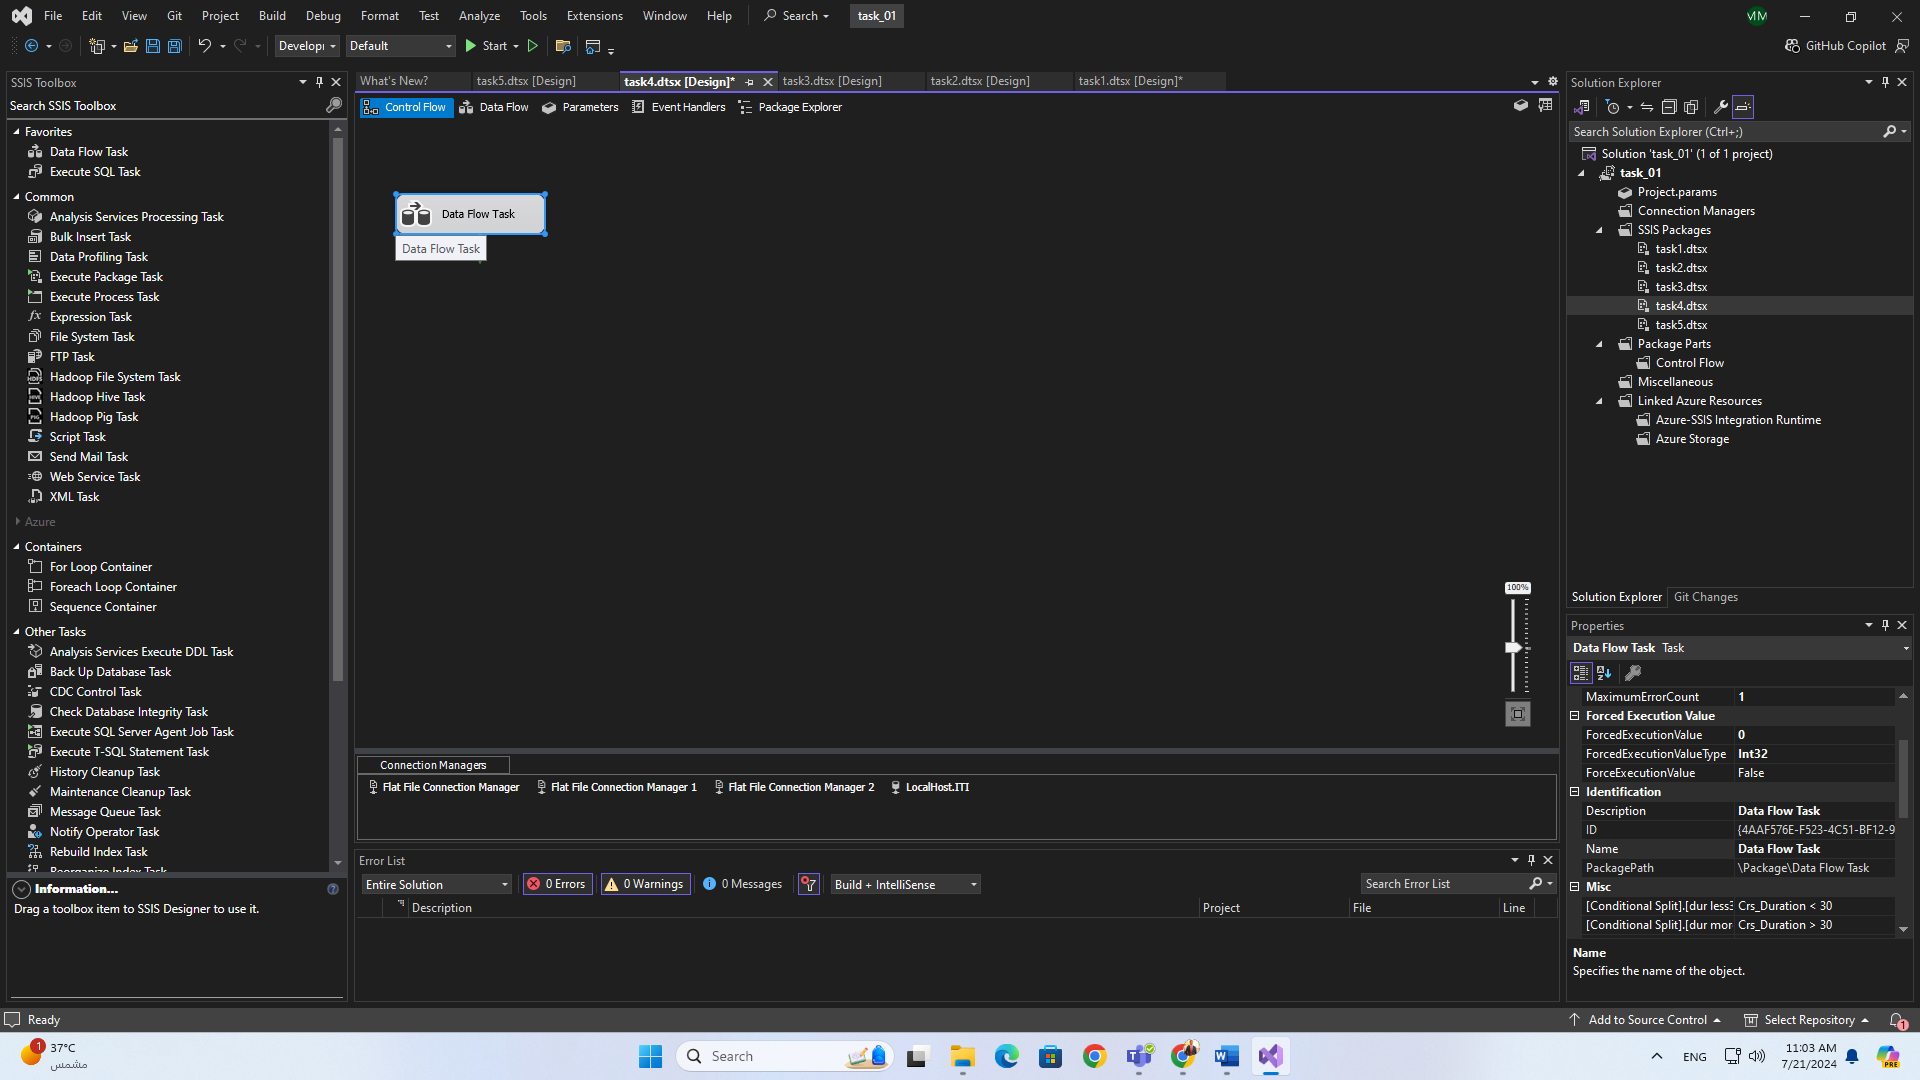 File Edit View Git Project Build Debug Format Test Analyze Tools Extensions Window Help Search task_01
MM
Default Start
GitHub Copilot
SSIS Toolbox
Search SSIS Toolbox
Favorites
Data Flow Task
Execute SQL Task
Common
Analysis Services Processing Task
Bulk Insert Task
Data Profiling Task
Execute Package Task
Execute Process Task
Expression Task
File System Task
FTP Task
Hadoop File System Task
Hadoop Hive Task
Hadoop Pig Task
Script Task
Send Mail Task
Web Service Task
XML Task
Azure
Containers
For Loop Container
Foreach Loop Container
Sequence Container
Other Tasks
Analysis Services Execute DDL Task
Back Up Database Task
CDC Control Task
Check Database Integrity Task
Execute SQL Server Agent Job Task
Execute T-SQL Statement Task
History Cleanup Task
Maintenance Cleanup Task
Message Queue Task
Notify Operator Task
Rebuild Index Task
Information...
Drag a toolbox item to SSIS Designer to use it.
What's New? task5.dtsx [Design] task4.dtsx [Design]* task3.dtsx [Design] task2.dtsx [Design] task1.dtsx [Design]*
Control Flow Data Flow Parameters Event Handlers Package Explorer
Data Flow Task
Data Flow Task
100%
Connection Managers
Flat File Connection Manager Flat File Connection Manager 1 Flat File Connection Manager 2 LocalHost.ITI
Error List
Entire Solution 0 Errors 0 Warnings 0 Messages Build + IntelliSense Search Error List
Description Project File Line
Solution Explorer
Search Solution Explorer (Ctrl+;)
Solution 'task_01' (1 of 1 project)
task_01
Project.params
Connection Managers
SSIS Packages
task1.dtsx
task2.dtsx
task3.dtsx
task4.dtsx
task5.dtsx
Package Parts
Control Flow
Miscellaneous
Linked Azure Resources
Azure-SSIS Integration Runtime
Azure Storage
Solution Explorer Git Changes
Properties
Data Flow Task Task
MaximumErrorCount 1
Forced Execution Value
ForcedExecutionValue 0
ForcedExecutionValueType Int32
ForceExecutionValue False
Identification
Description Data Flow Task
ID {4AAF576E-F523-4C51-BF12-9
Name Data Flow Task
PackagePath \Package\Data Flow Task
Misc
[Conditional Split].[dur less3 Crs_Duration < 30
[Conditional Split].[dur mor Crs_Duration > 30
Name
Specifies the name of the object.
Ready
Add to Source Control Select Repository 1
1 37°C
مشمس
Search
ENG
11:03 AM
7/21/2024
PRE